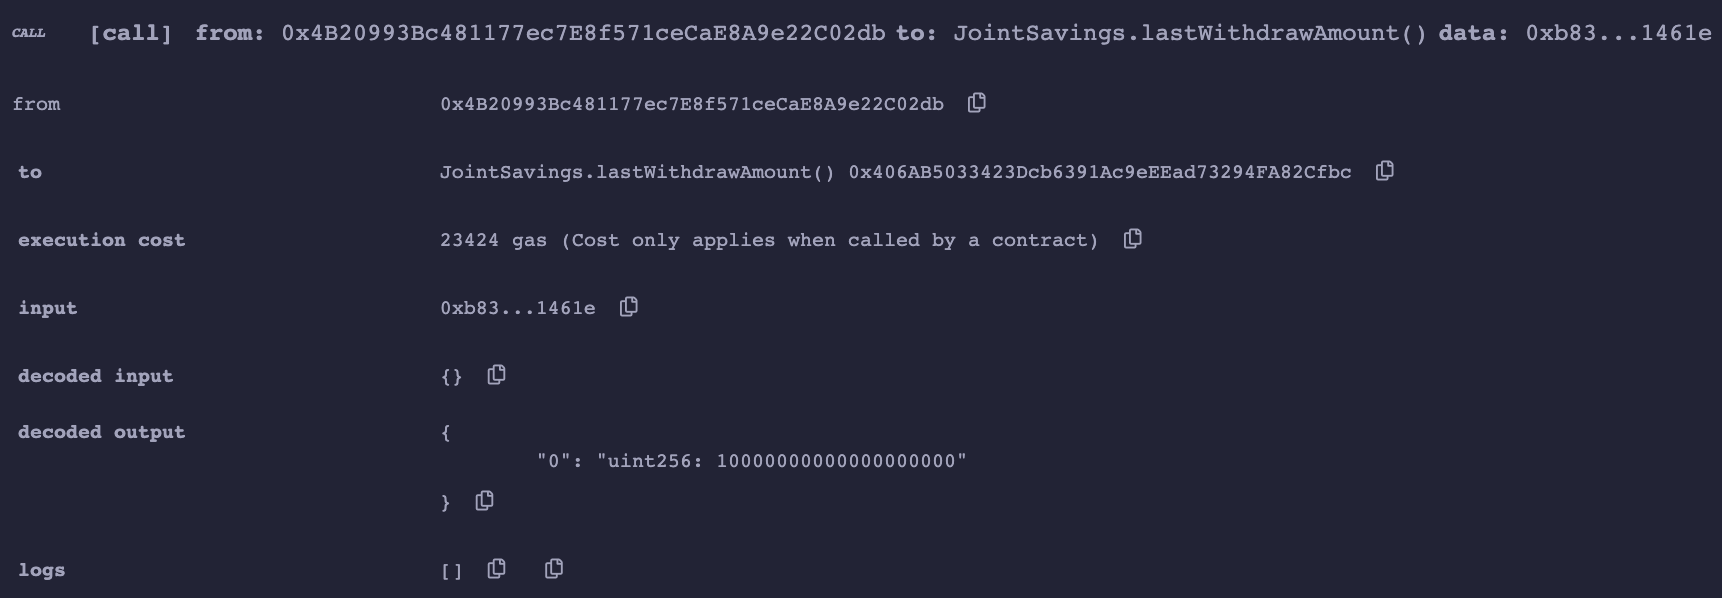 CALL [call] from: 0x4B20993Bc481177ec7E8f571ceCaE8A9e22C02db to: JointSavings.lastWithdrawAmount() data: 0xb83...1461e
from 0x4B20993Bc481177ec7E8f571ceCaE8A9e22C02db
to JointSavings.lastWithdrawAmount() 0x406AB5033423Dcb6391Ac9eEEad73294FA82Cfbc
execution cost 23424 gas (Cost only applies when called by a contract)
input 0xb83...1461e
decoded input {}
decoded output {
"0": "uint256: 10000000000000000000"
}
logs []